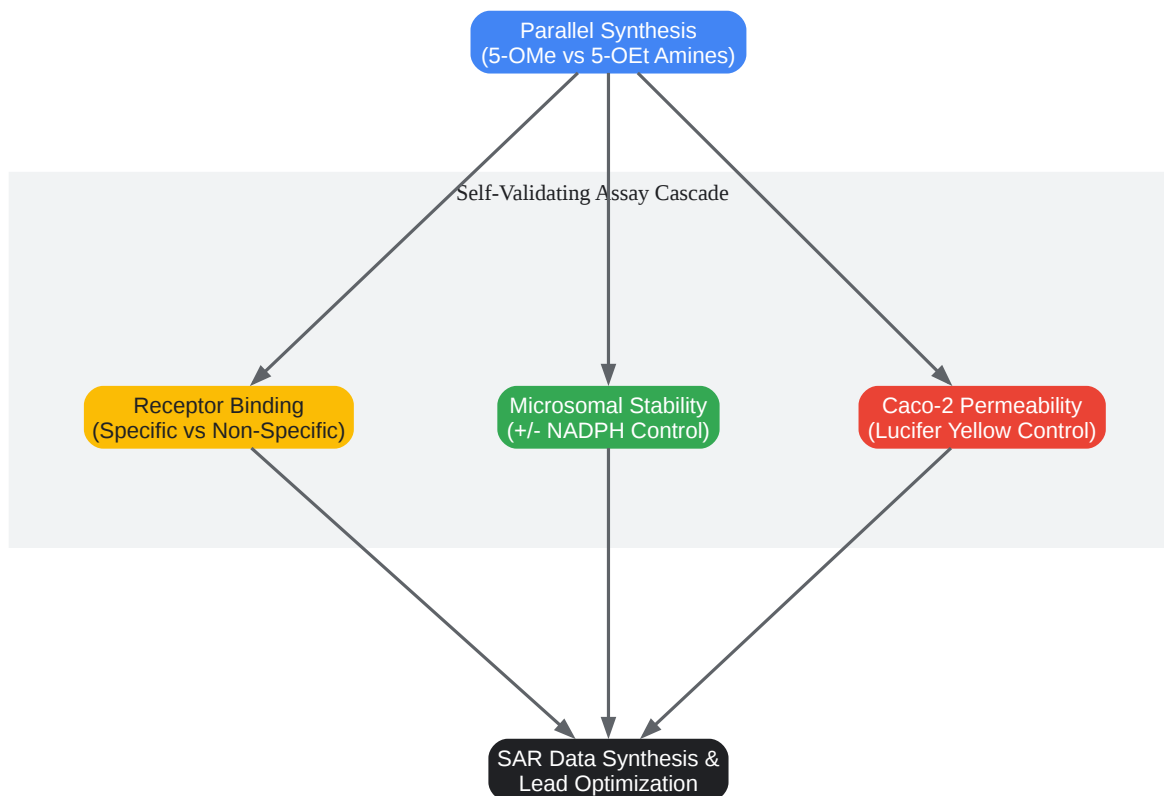 Parallel Synthesis
(5-OMe vs 5-OEt Amines)
Self-Validating Assay Cascade
Receptor Binding
(Specific vs Non-Specific)
Microsomal Stability
(+/- NADPH Control)
Caco-2 Permeability
(Lucifer Yellow Control)
SAR Data Synthesis &
Lead Optimization